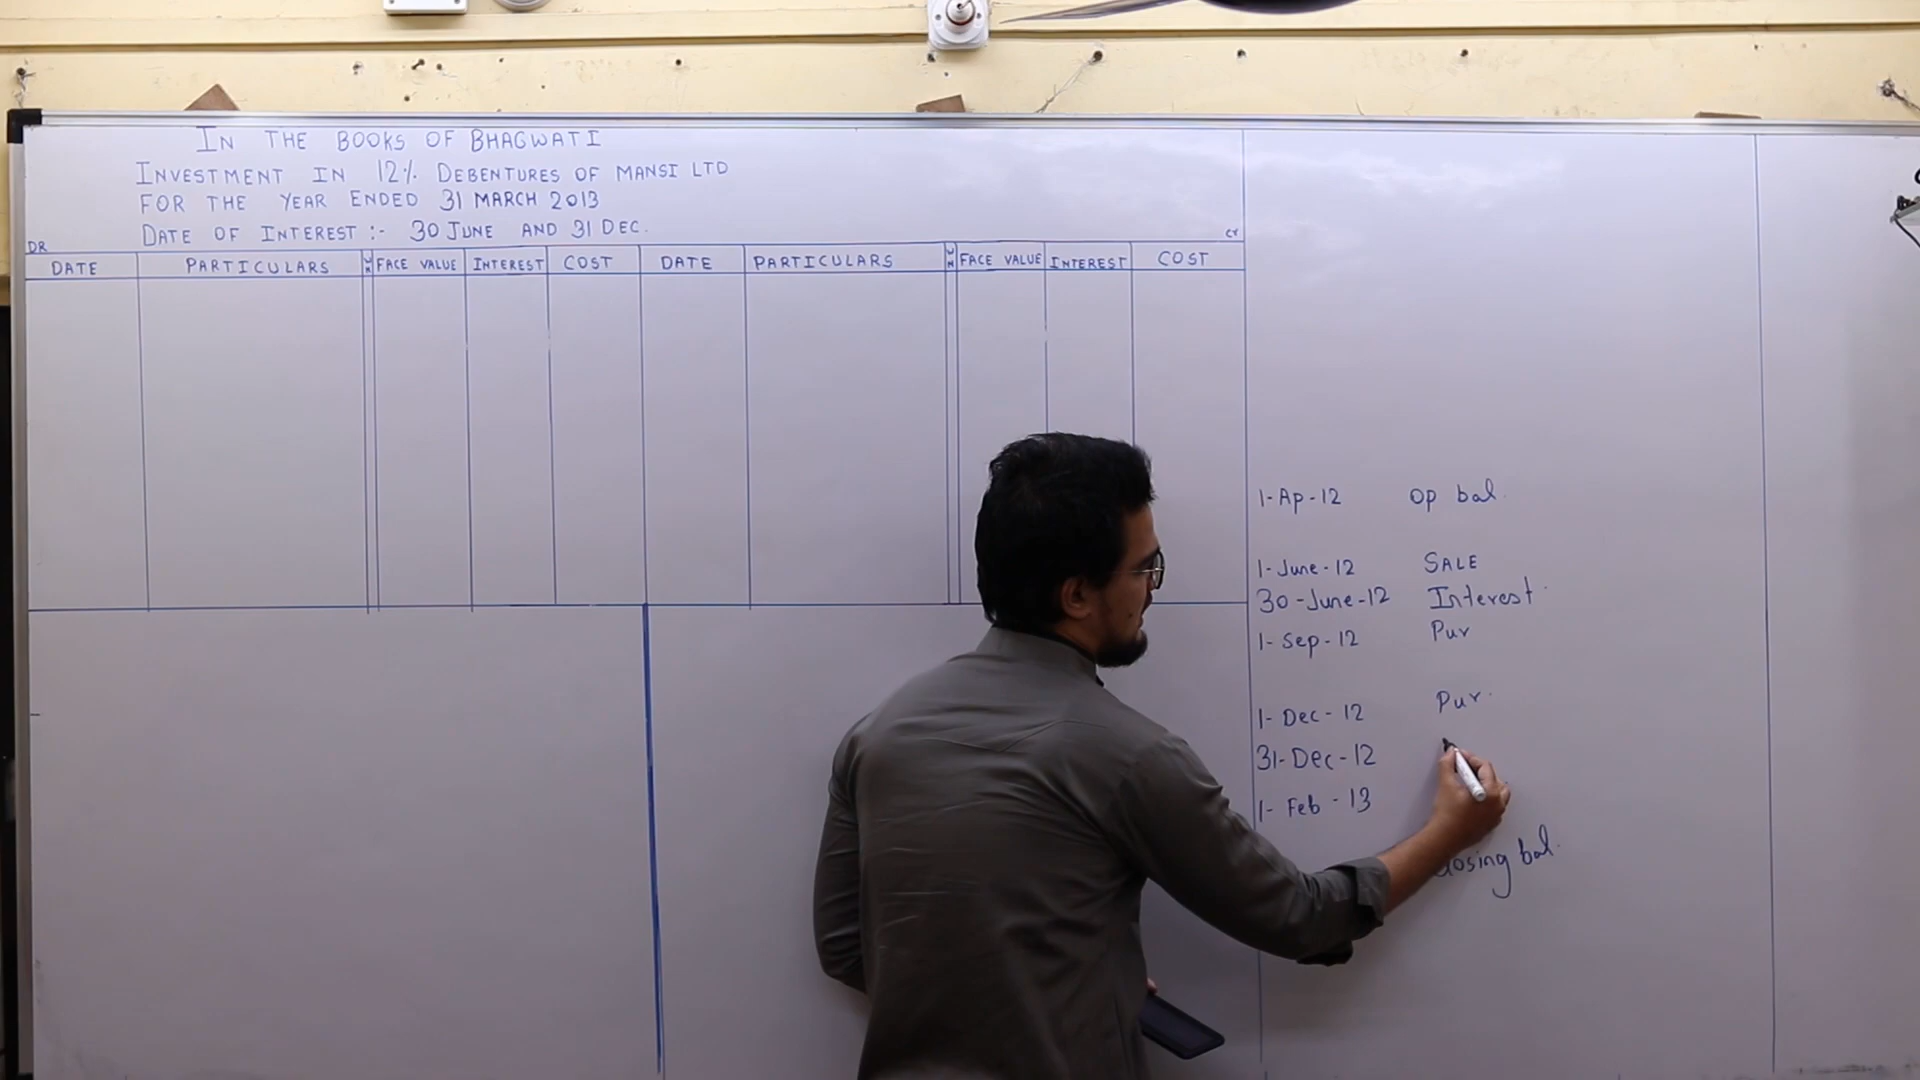 IN THE BOOKS OF BHAGWATI
INVESTMENT IN 12% DEBENTURES OF MANSI LTD
FOR THE YEAR ENDED 31 MARCH 2013
DATE OF INTEREST :- 30 JUNE AND 31 DEC.
DR Cr
DATE PARTICULARS FACE VALUE INTEREST COST DATE PARTICULARS FACE VALUE INTEREST COST
1-Ap-12 Op bal.
1-June-12 SALE
30-June-12 Interest.
1-Sep-12 Pur
1-Dec-12 Pur.
31-Dec-12
1-Feb-13
closing bal.